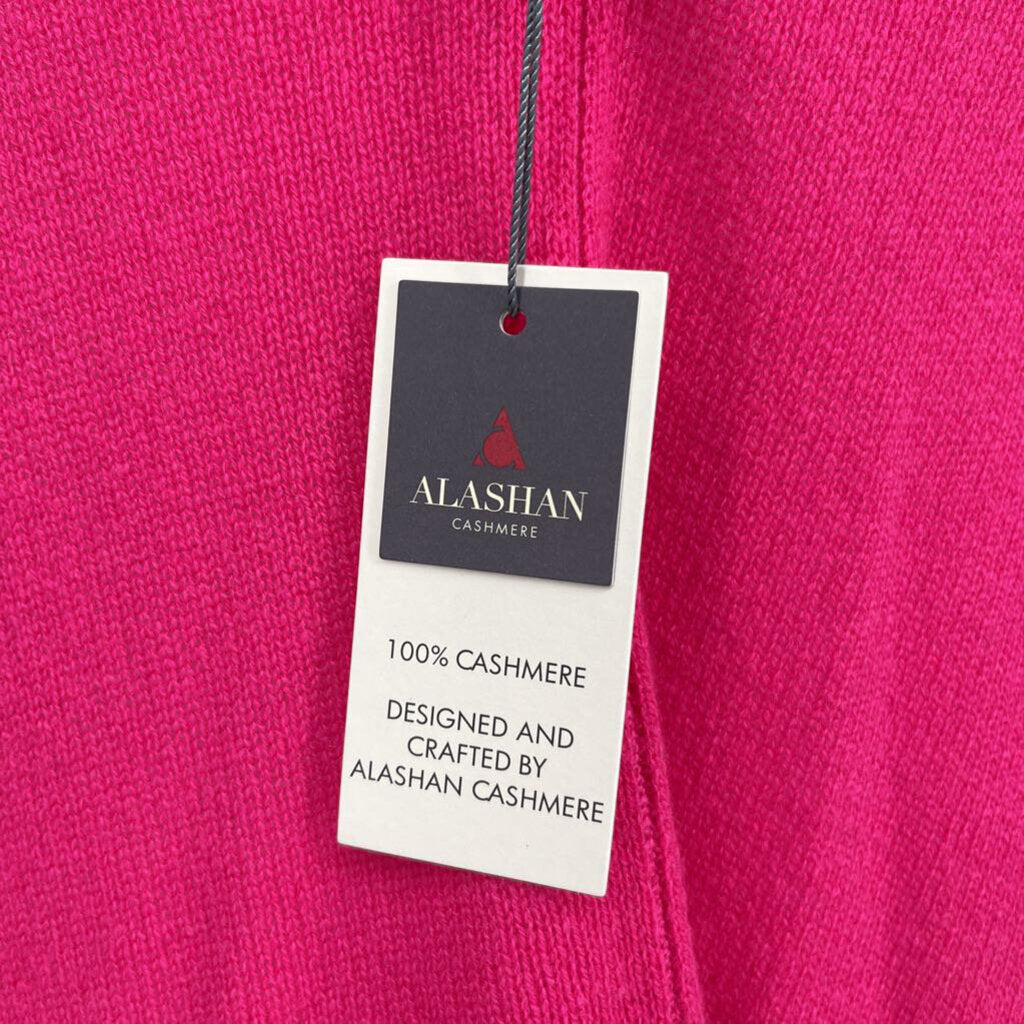 ALASHAN
CASHMERE
100% CASHMERE
DESIGNED AND
CRAFTED BY
ALASHAN CASHMERE